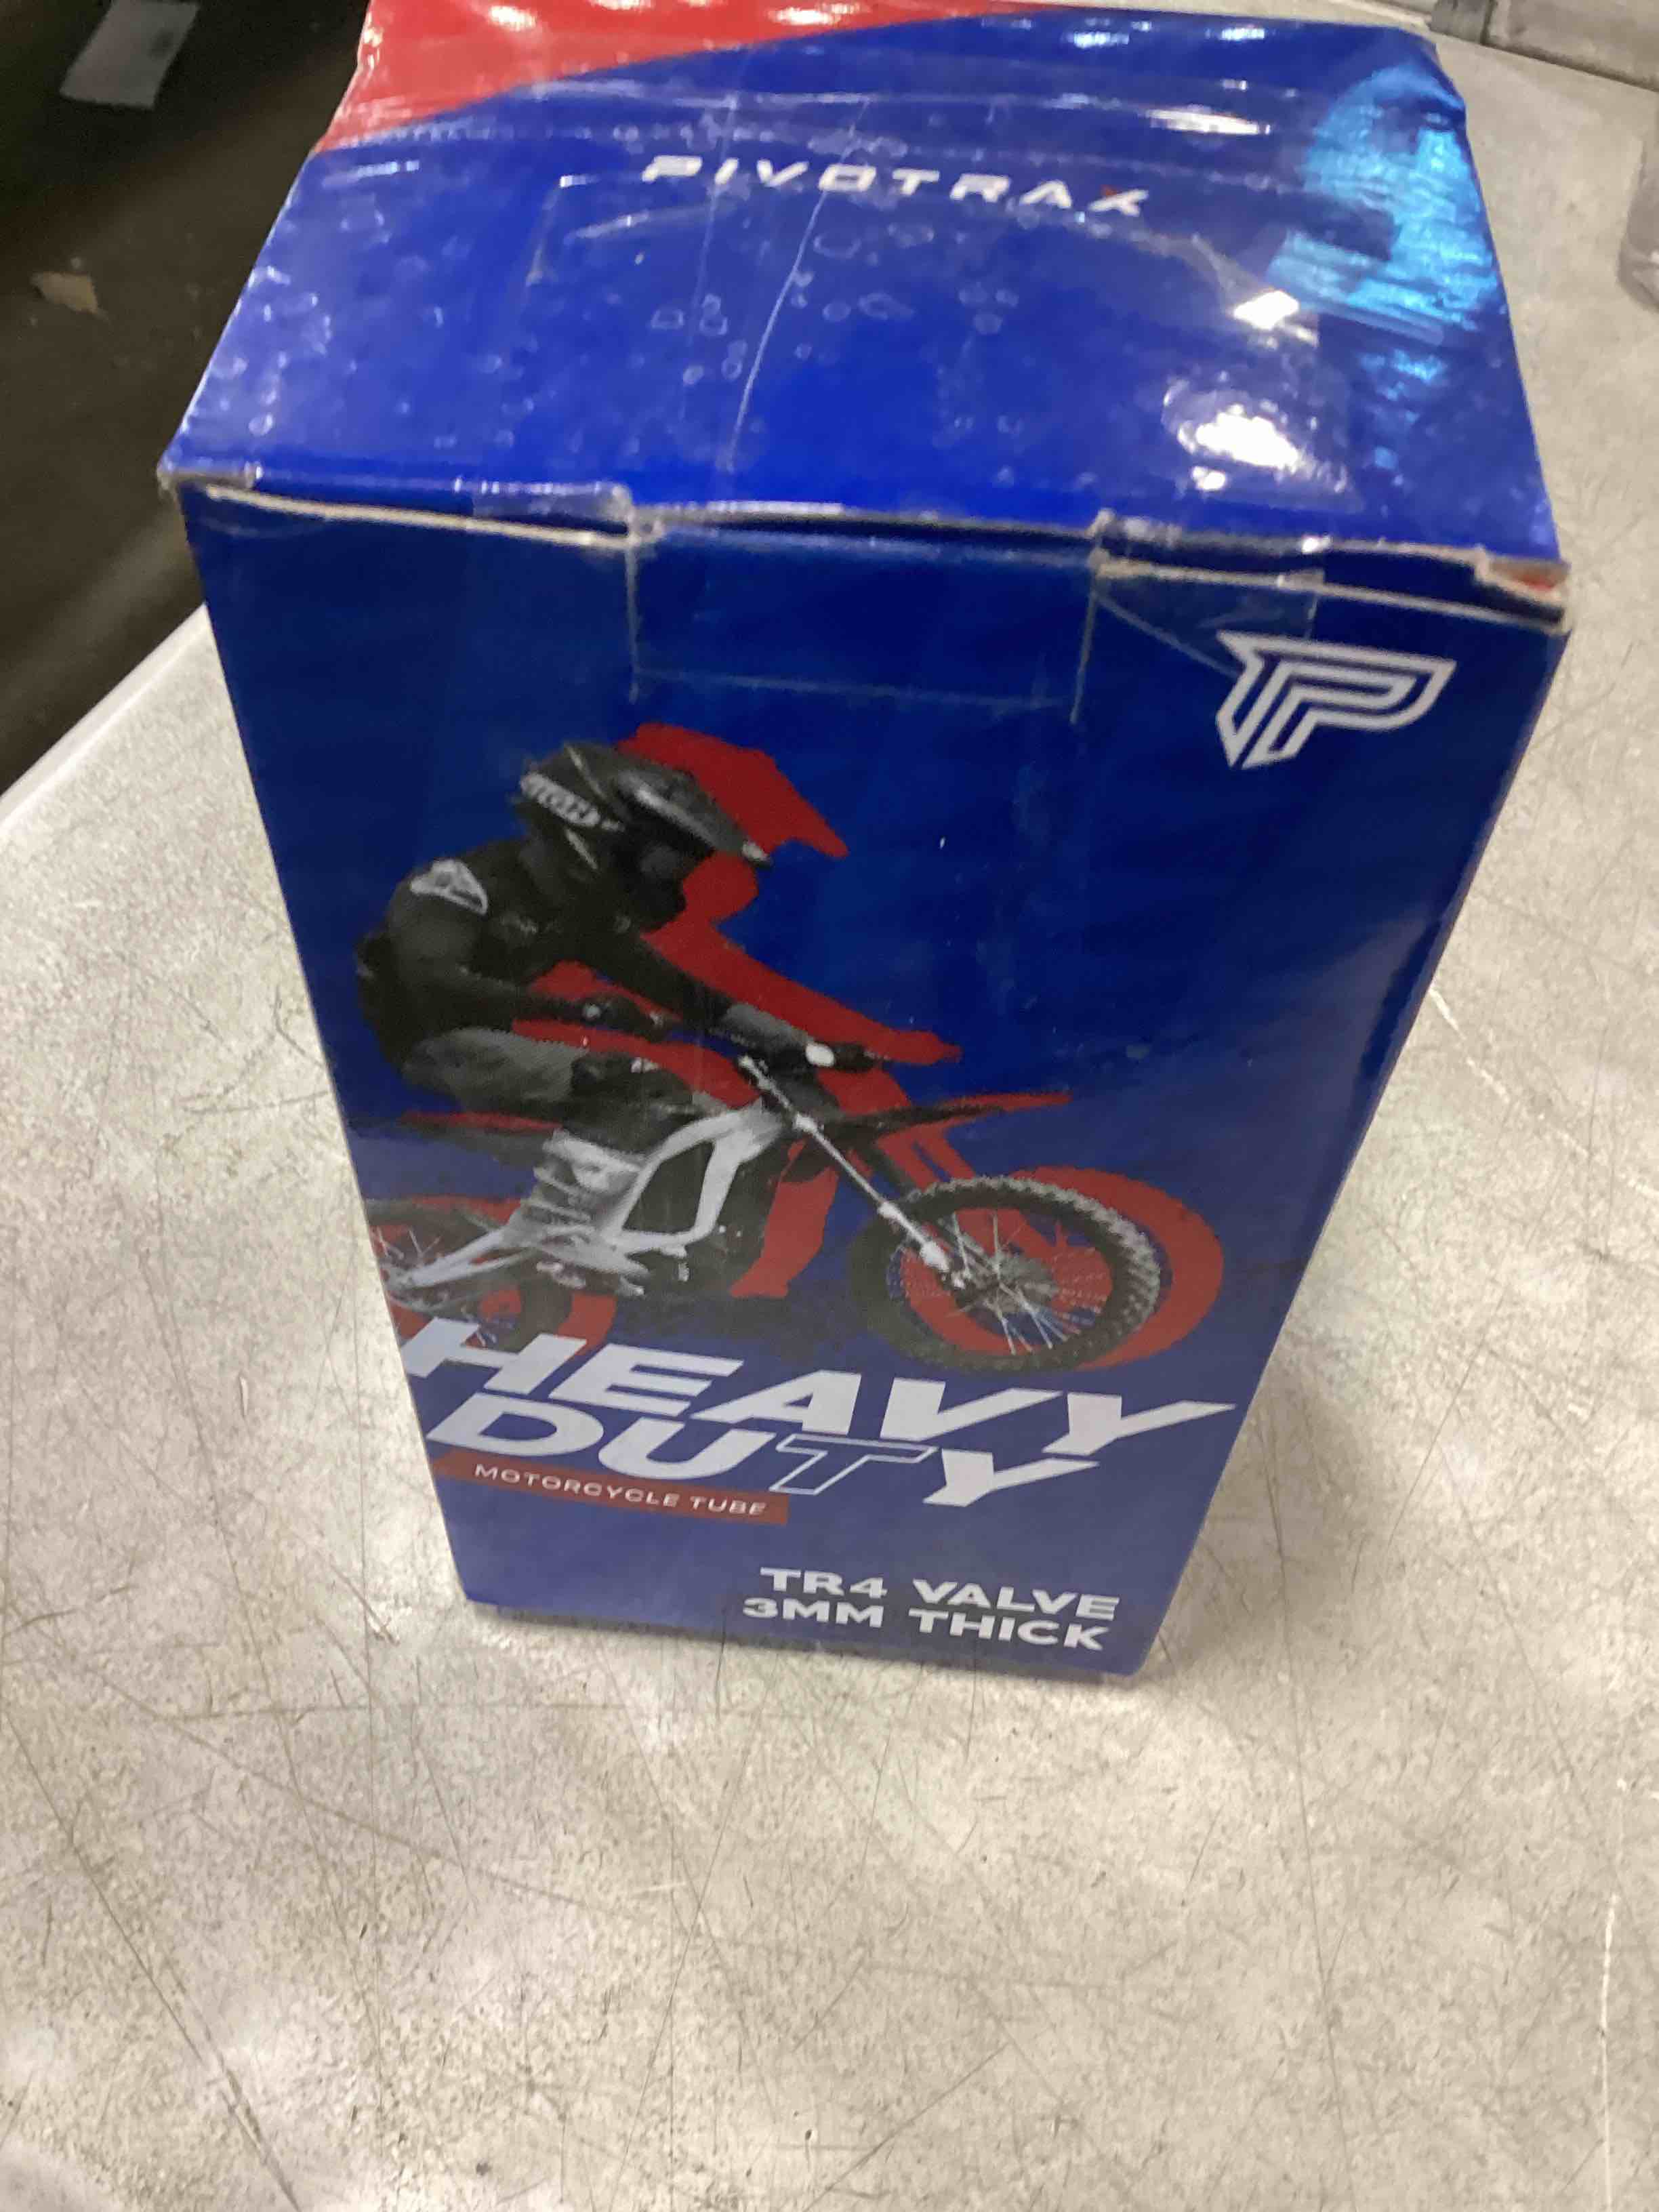 PIVOTRAX
HEAVY
DUTY
MOTORCYCLE TUBE
TR4 VALVE
3MM THICK